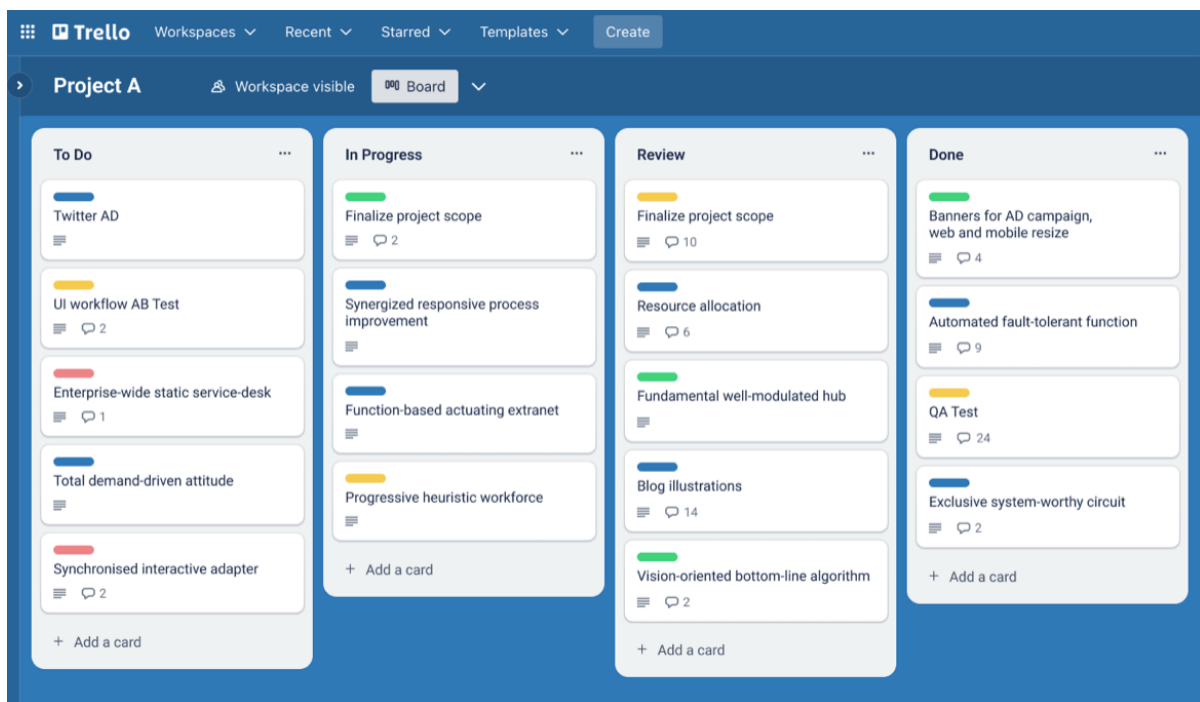 Trello Workspaces Recent Starred Templates Create
Project A Workspace visible Board
To Do
Twitter AD
UI workflow AB Test
2
Enterprise-wide static service-desk
1
Total demand-driven attitude
Synchronised interactive adapter
2
+ Add a card
In Progress
Finalize project scope
2
Synergized responsive process
improvement
Function-based actuating extranet
Progressive heuristic workforce
+ Add a card
Review
Finalize project scope
10
Resource allocation
6
Fundamental well-modulated hub
Blog illustrations
14
Vision-oriented bottom-line algorithm
2
+ Add a card
Done
Banners for AD campaign,
web and mobile resize
4
Automated fault-tolerant function
9
QA Test
24
Exclusive system-worthy circuit
2
+ Add a card